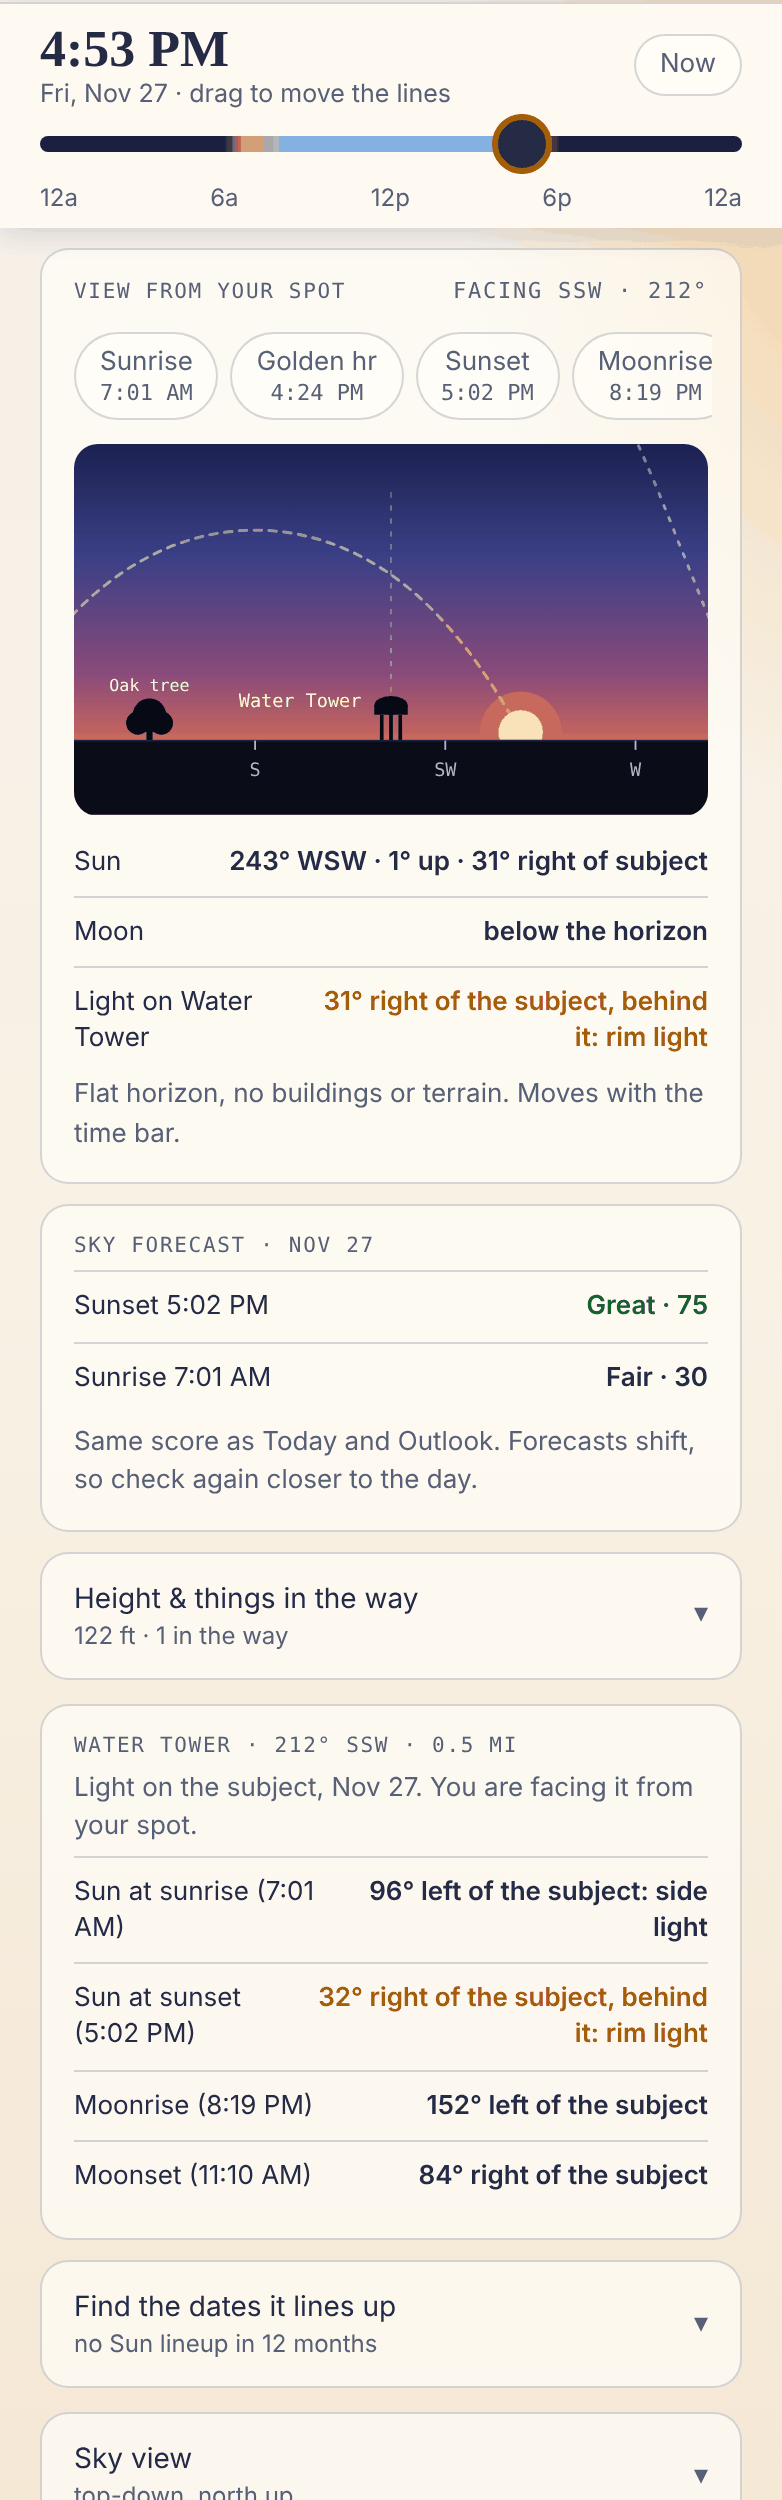 4:53 PM
Now
Fri, Nov 27 · drag to move the lines
12a 6a 12p 6p 12a
VIEW FROM YOUR SPOT FACING SSW · 212°
Sunrise Golden hr Sunset Moonrise
7:01 AM 4:24 PM 5:02 PM 8:19 PM
Oak tree
Water Tower
S SW W
Sun 243° WSW · 1° up · 31° right of subject
Moon below the horizon
Light on Water 31° right of the subject, behind
Tower it: rim light
Flat horizon, no buildings or terrain. Moves with the
time bar.
SKY FORECAST · NOV 27
Sunset 5:02 PM Great · 75
Sunrise 7:01 AM Fair · 30
Same score as Today and Outlook. Forecasts shift,
so check again closer to the day.
Height & things in the way
▼
122 ft · 1 in the way
WATER TOWER · 212° SSW · 0.5 MI
Light on the subject, Nov 27. You are facing it from
your spot.
Sun at sunrise (7:01 96° left of the subject: side
AM) light
Sun at sunset 32° right of the subject, behind
(5:02 PM) it: rim light
Moonrise (8:19 PM) 152° left of the subject
Moonset (11:10 AM) 84° right of the subject
Find the dates it lines up
▼
no Sun lineup in 12 months
Sky view
▼
top-down, north up